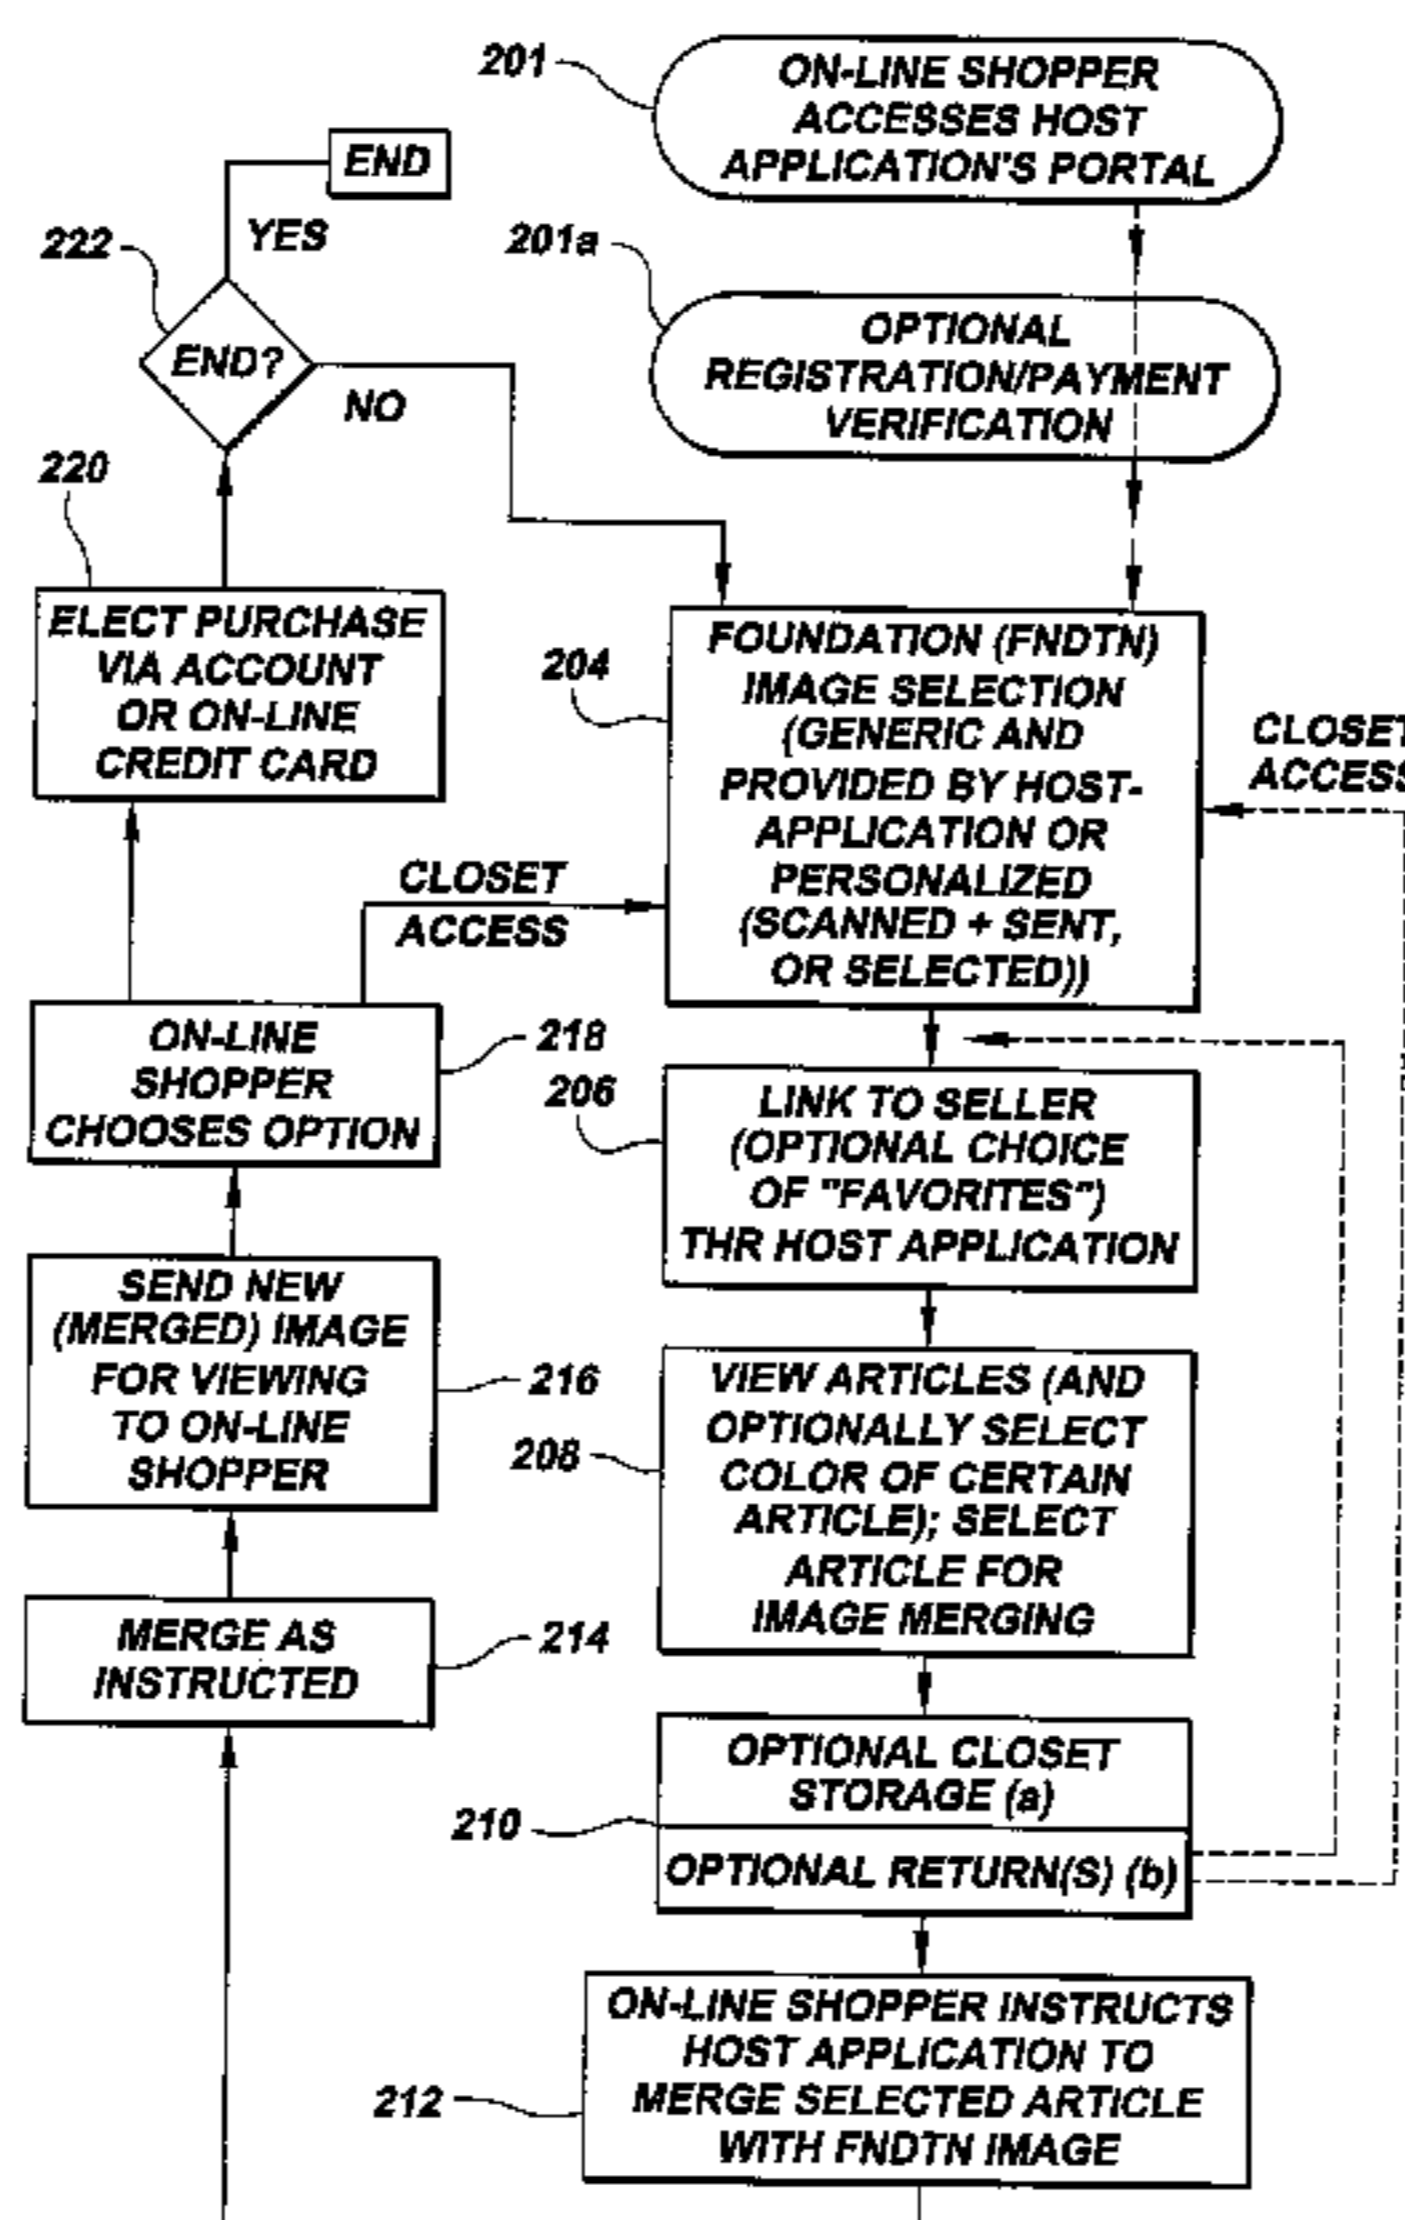 201
ON-LINE SHOPPER
ACCESSES HOST
APPLICATION'S PORTAL
END
YES
222
END?
NO
201a
OPTIONAL
REGISTRATION/PAYMENT
VERIFICATION
220
ELECT PURCHASE
VIA ACCOUNT
OR ON-LINE
CREDIT CARD
204
FOUNDATION (FNDTN)
IMAGE SELECTION
(GENERIC AND
PROVIDED BY HOST-
APPLICATION OR
PERSONALIZED
(SCANNED + SENT,
OR SELECTED))
CLOSET
ACCESS
CLOSET
ACCESS
ON-LINE
SHOPPER
CHOOSES OPTION
218
206
LINK TO SELLER
(OPTIONAL CHOICE
OF "FAVORITES")
THR HOST APPLICATION
SEND NEW
(MERGED) IMAGE
FOR VIEWING
TO ON-LINE
SHOPPER
216
208
VIEW ARTICLES (AND
OPTIONALLY SELECT
COLOR OF CERTAIN
ARTICLE); SELECT
ARTICLE FOR
IMAGE MERGING
MERGE AS
INSTRUCTED
214
OPTIONAL CLOSET
STORAGE (a)
210
OPTIONAL RETURN(S) (b)
212
ON-LINE SHOPPER INSTRUCTS
HOST APPLICATION TO
MERGE SELECTED ARTICLE
WITH FNDTN IMAGE